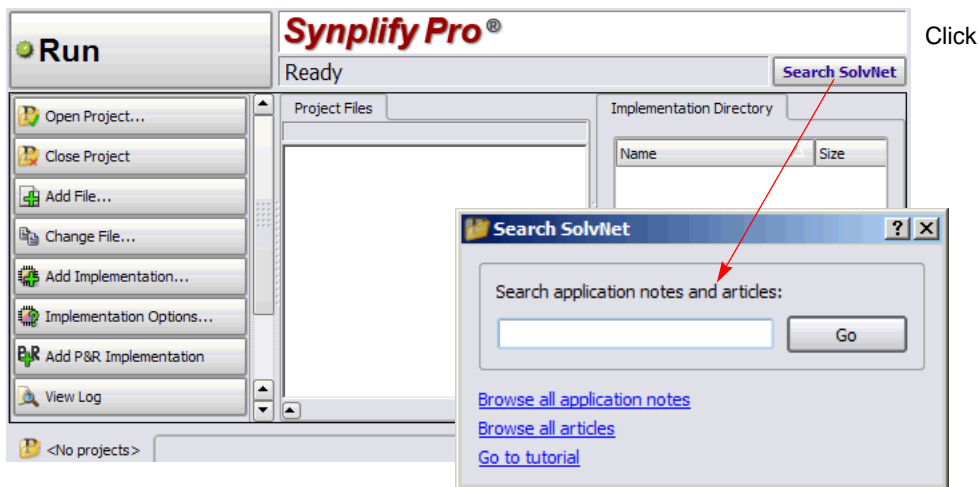 Run
Synplify Pro®
Click
Ready
Search SolvNet
Open Project...
Close Project
Add File...
Change File...
Add Implementation...
Implementation Options...
Add P&R Implementation
View Log
Project Files
Implementation Directory
Name
Size
Search SolvNet
Search application notes and articles:
Go
Browse all application notes
Browse all articles
Go to tutorial
<No projects>